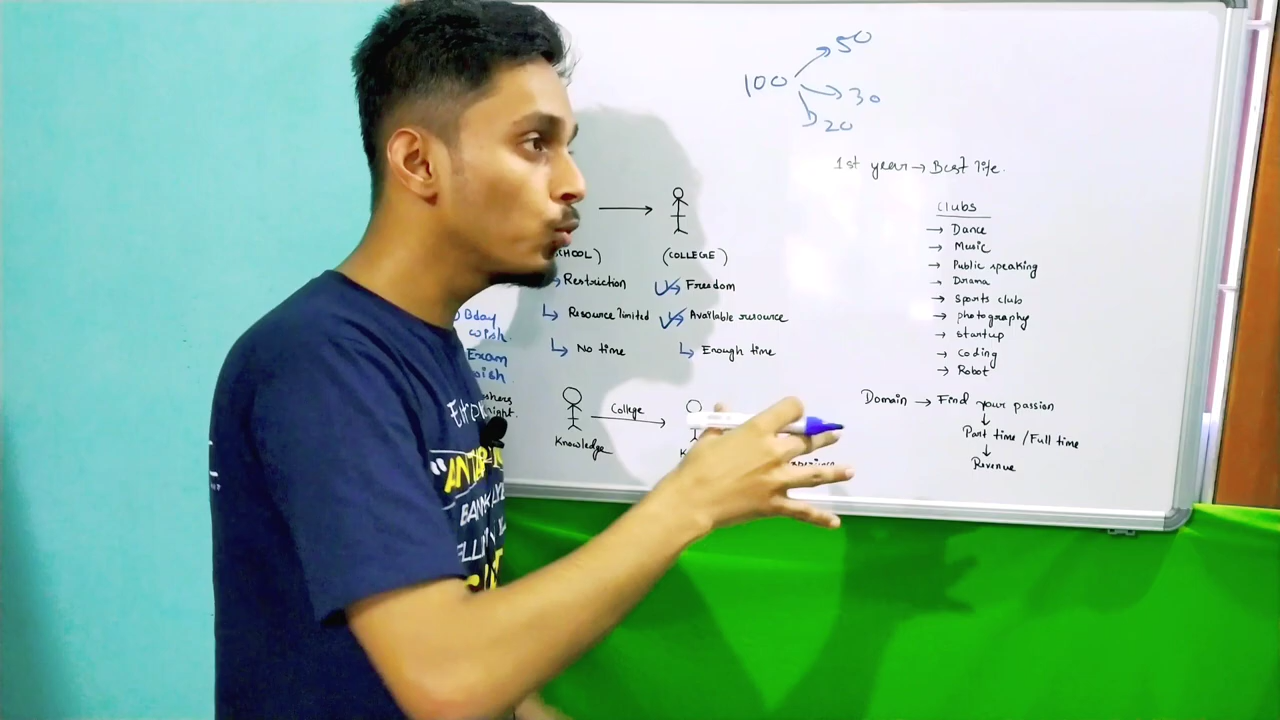 100 → 50
→ 30
20
1st year → Best life.
→
(COLLEGE)
Restriction
Freedom
Resource limited
Available resource
No time
Enough time
Bday
wish.
Exam
wish
College
Knowledge
Clubs
→ Dance
→ Music
→ Public speaking
→ Drama
→ Sports club
→ photography
→ startup
→ Coding
→ Robot
Domain → Find your passion
↓
Part time / Full time
↓
Revenue